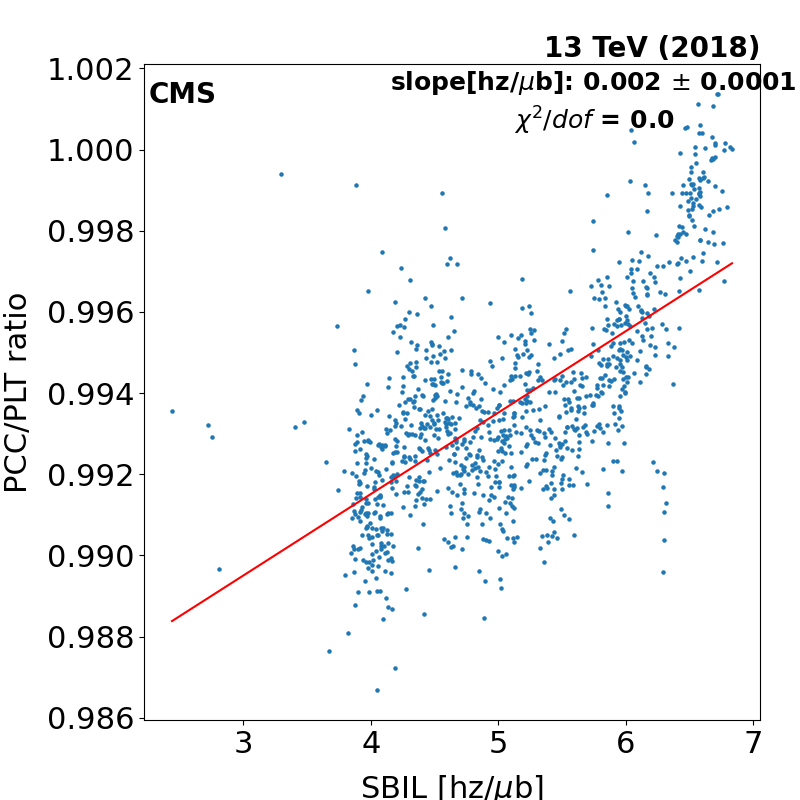 13 TeV (2018)
slope[hz/μb]: 0.002 ± 0.0001
CMS
χ²/dof = 0.0
1.002
1.000
0.998
0.996
0.994
0.992
0.990
0.988
0.986
PCC/PLT ratio
3 4 5 6 7
SBIL [hz/μb]